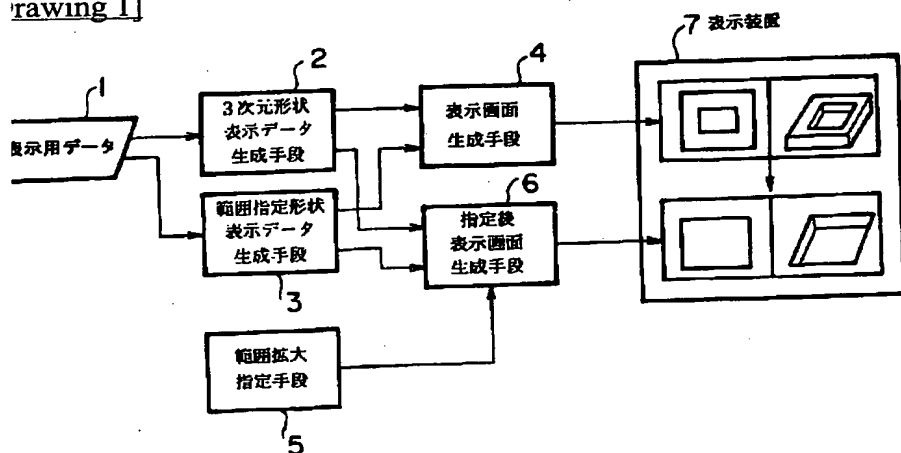 rawing 1]
1
表示用データ
2
3次元形状
表示データ
生成手段
範囲指定形状
表示データ
生成手段
3
4
表示画面
生成手段
6
指定後
表示画面
生成手段
範囲拡大
指定手段
5
7 表示装置